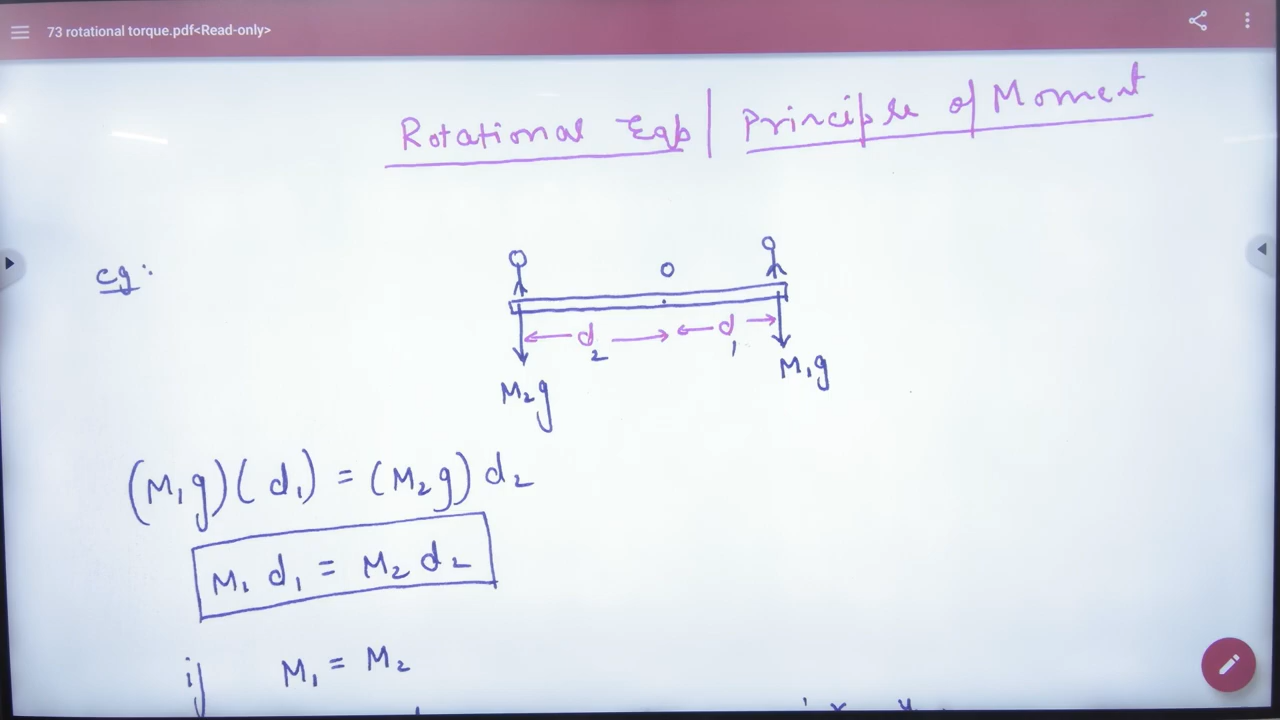 73 rotational torque.pdf<Read-only>
Rotational Eqb | Principle of Moment
eg:
O
d2 d1
M2g M1g
(M1g)(d1) = (M2g) d2
M1 d1 = M2 d2
if M1 = M2